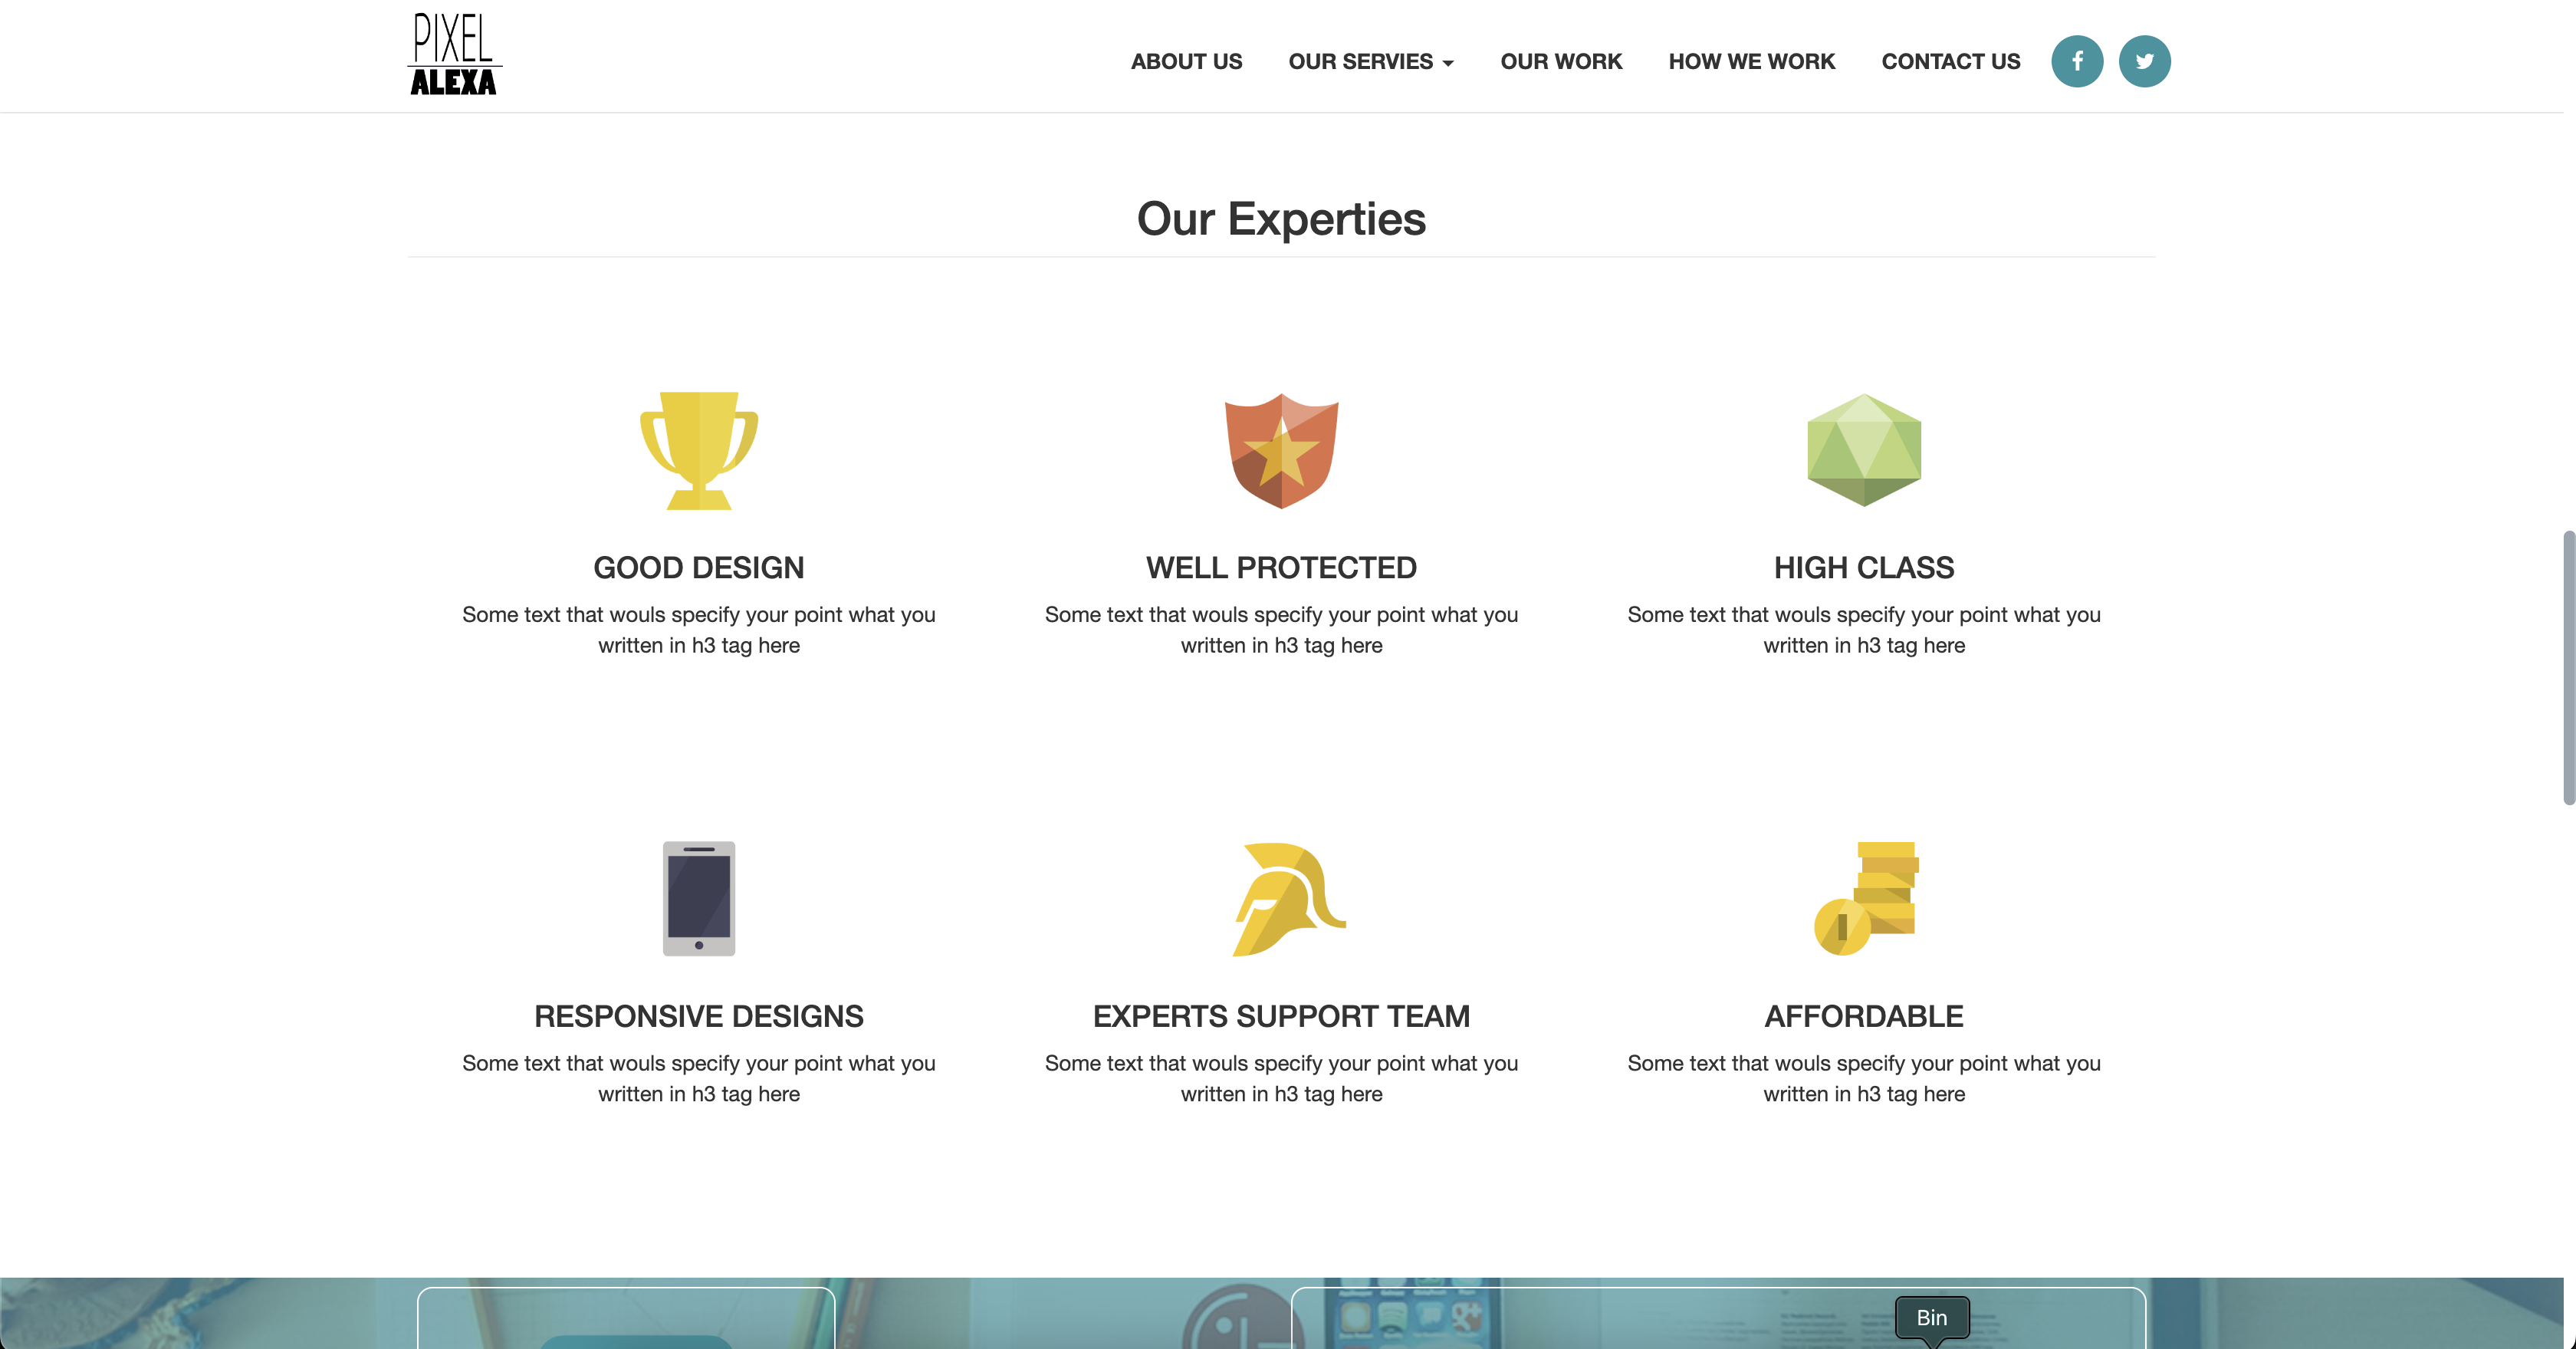 PIXEL
ALEXA
ABOUT US OUR SERVIES OUR WORK HOW WE WORK CONTACT US
Our Experties
GOOD DESIGN WELL PROTECTED HIGH CLASS
Some text that wouls specify your point what you Some text that wouls specify your point what you Some text that wouls specify your point what you
written in h3 tag here written in h3 tag here written in h3 tag here
RESPONSIVE DESIGNS EXPERTS SUPPORT TEAM AFFORDABLE
Some text that wouls specify your point what you Some text that wouls specify your point what you Some text that wouls specify your point what you
written in h3 tag here written in h3 tag here written in h3 tag here
Bin